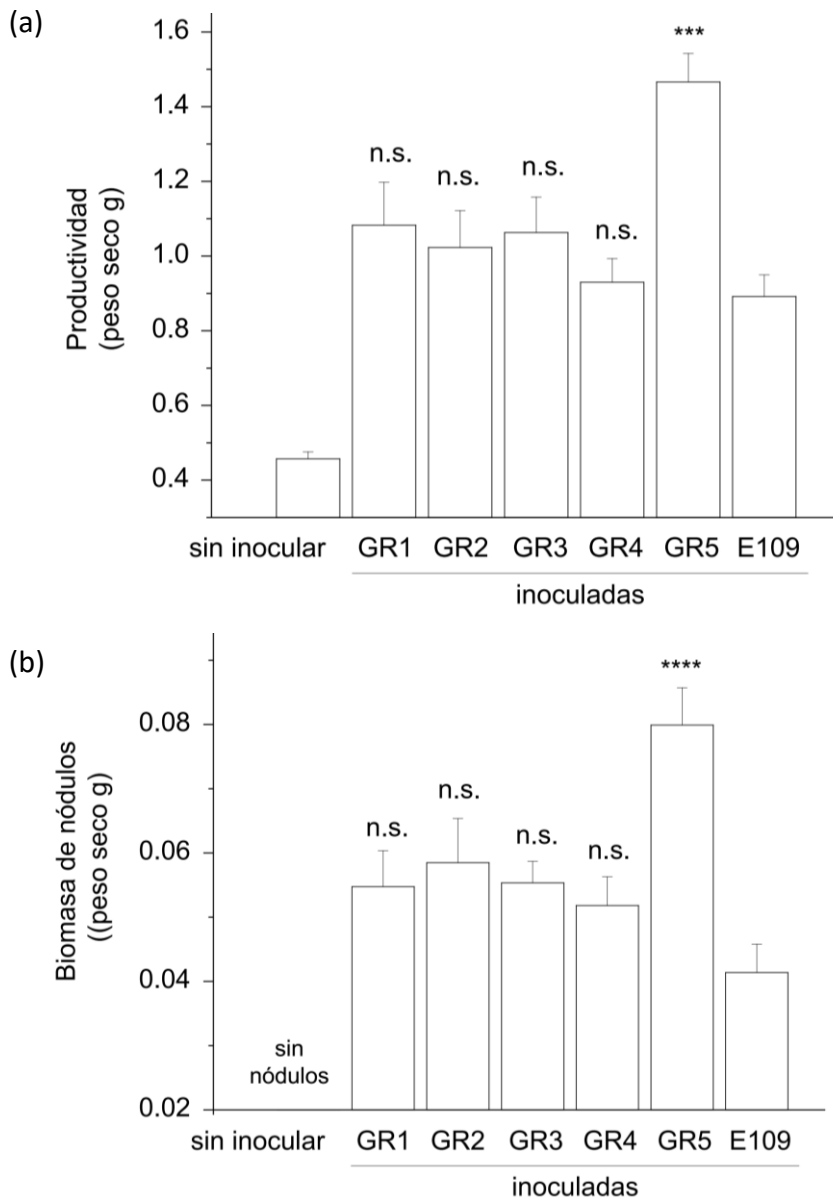 (a)
Productividad
(peso seco g)
1.6
1.4
1.2
1.0
0.8
0.6
0.4
n.s.
n.s.
n.s.
n.s.
***
sin inocular GR1 GR2 GR3 GR4 GR5 E109
inoculadas
(b)
Biomasa de nódulos
((peso seco g)
0.08
0.06
0.04
0.02
n.s.
n.s.
n.s.
n.s.
****
sin
nódulos
sin inocular GR1 GR2 GR3 GR4 GR5 E109
inoculadas